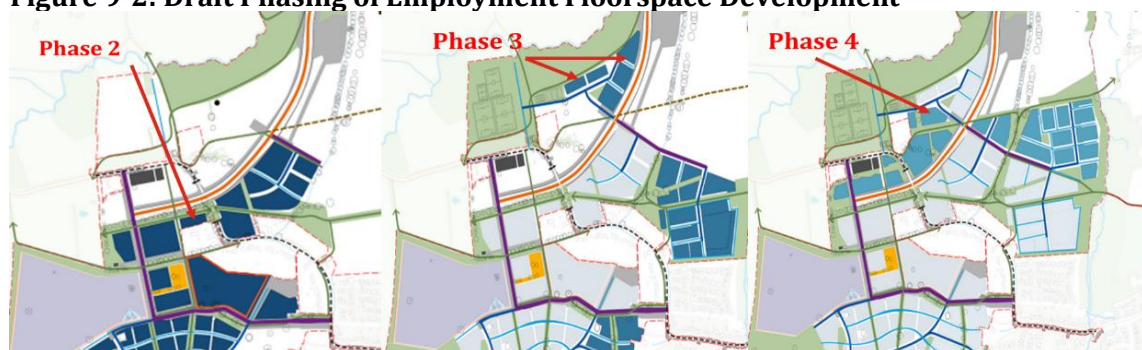 Figure 9-2: Draft Phasing of Employment Floorspace Development
Phase 2
Phase 3
Phase 4